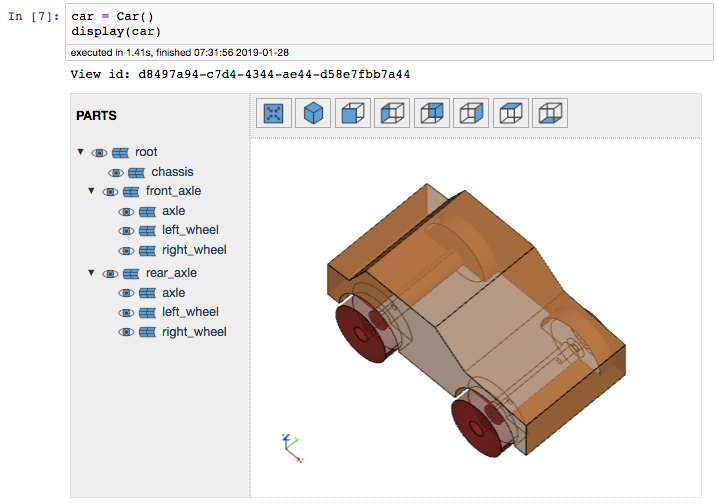 In [7]: car = Car()
display(car)
executed in 1.41s, finished 07:31:56 2019-01-28
View id: d8497a94-c7d4-4344-ae44-d58e7fbb7a44
PARTS
root
chassis
front_axle
axle
left_wheel
right_wheel
rear_axle
axle
left_wheel
right_wheel